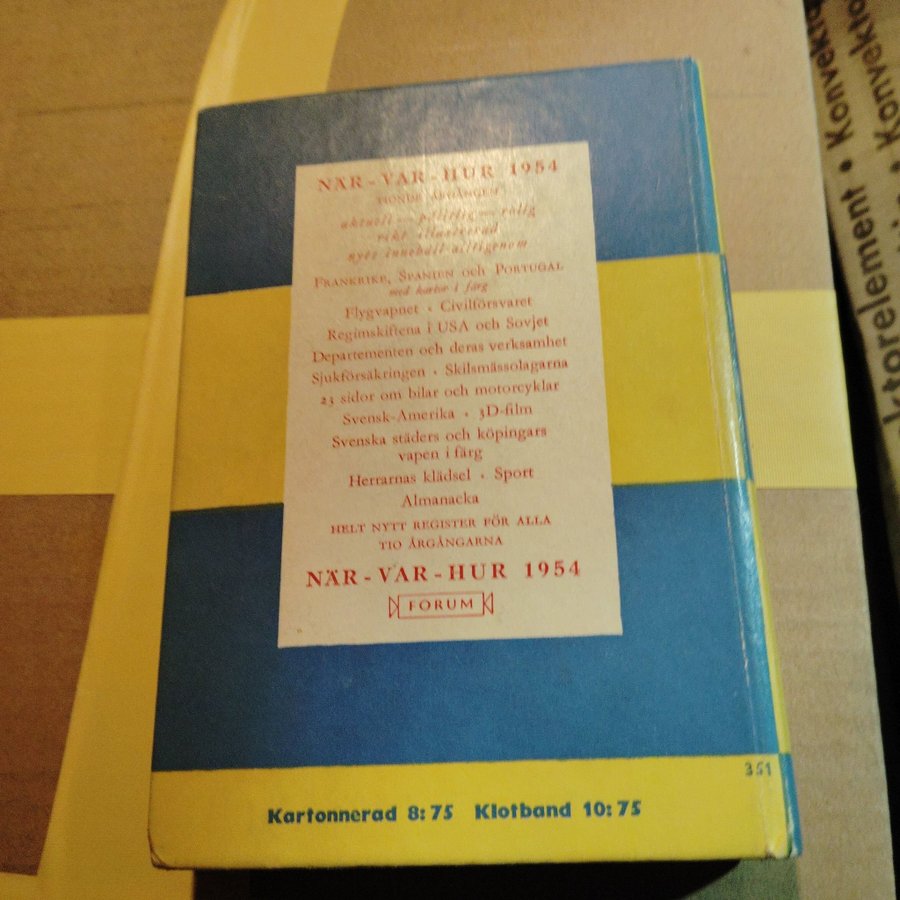 NÄR-VAR-HUR 1954
TIONDE ÅRGÅNGEN
aktuell — pålitlig — rolig
rikt illustrerad
nytt innehåll alltigenom
FRANKRIKE, SPANIEN och PORTUGAL
med kartor i färg
Flygvapnet • Civilförsvaret
Regimskiftena i USA och Sovjet
Departementen och deras verksamhet
Sjukförsäkringen • Skilsmässolagarna
23 sidor om bilar och motorcyklar
Svensk-Amerika • 3D-film
Svenska städers och köpingars
vapen i färg
Herrarnas klädsel • Sport
Almanacka
HELT NYTT REGISTER FÖR ALLA
TIO ÅRGÅNGARNA
NÄR-VAR-HUR 1954
FORUM
351
Kartonnerad 8:75 Klotband 10:75
ktorelement • Konvekto
Konvekto